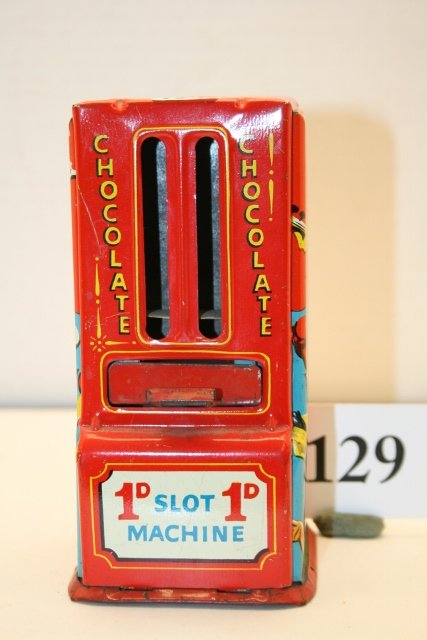 CHOCOLATE
CHOCOLATE
1D SLOT 1D
MACHINE
129